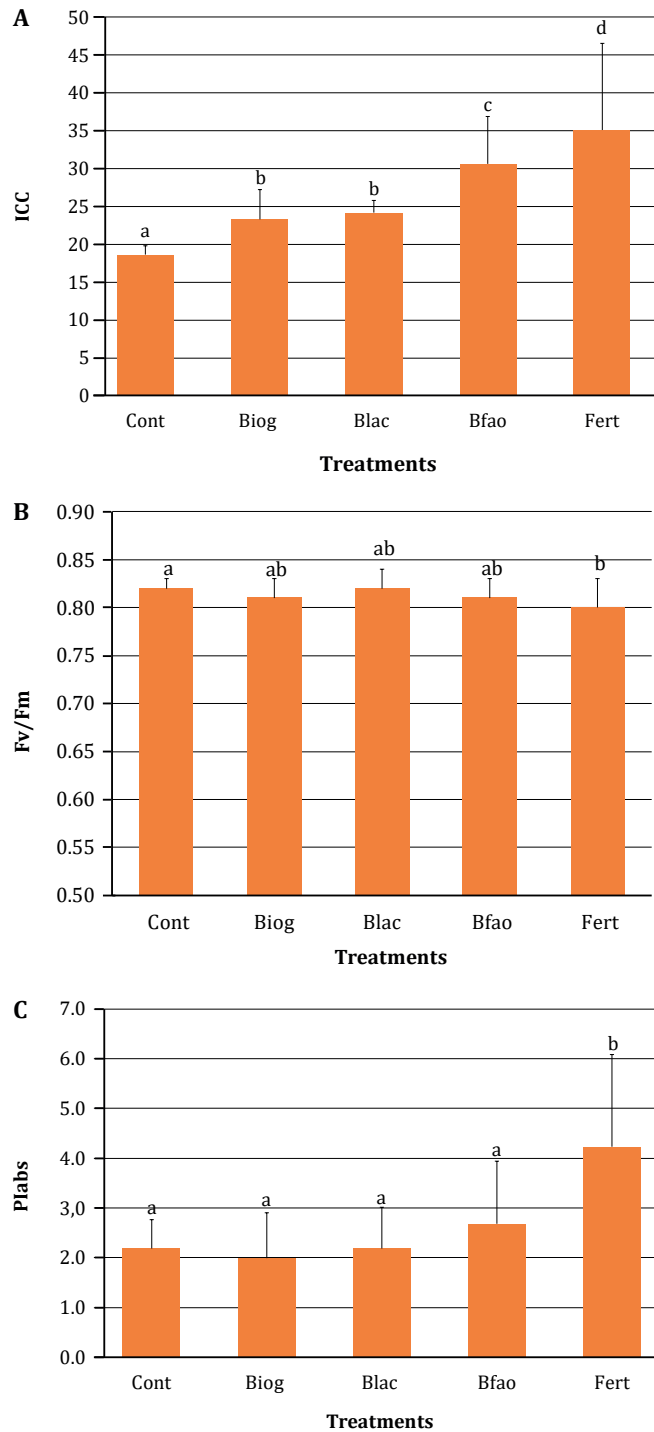 A
50
45
40
35
30
25
20
15
10
5
0
ICC
a
b
b
c
d
Cont Biog Blac Bfao Fert
Treatments
B
0.90
0.85
0.80
0.75
0.70
0.65
0.60
0.55
0.50
Fv/Fm
a
ab
ab
ab
b
Cont Biog Blac Bfao Fert
Treatments
C
7.0
6.0
5.0
4.0
3,0
2.0
1.0
0.0
PIabs
a
a
a
a
b
Cont Biog Blac Bfao Fert
Treatments